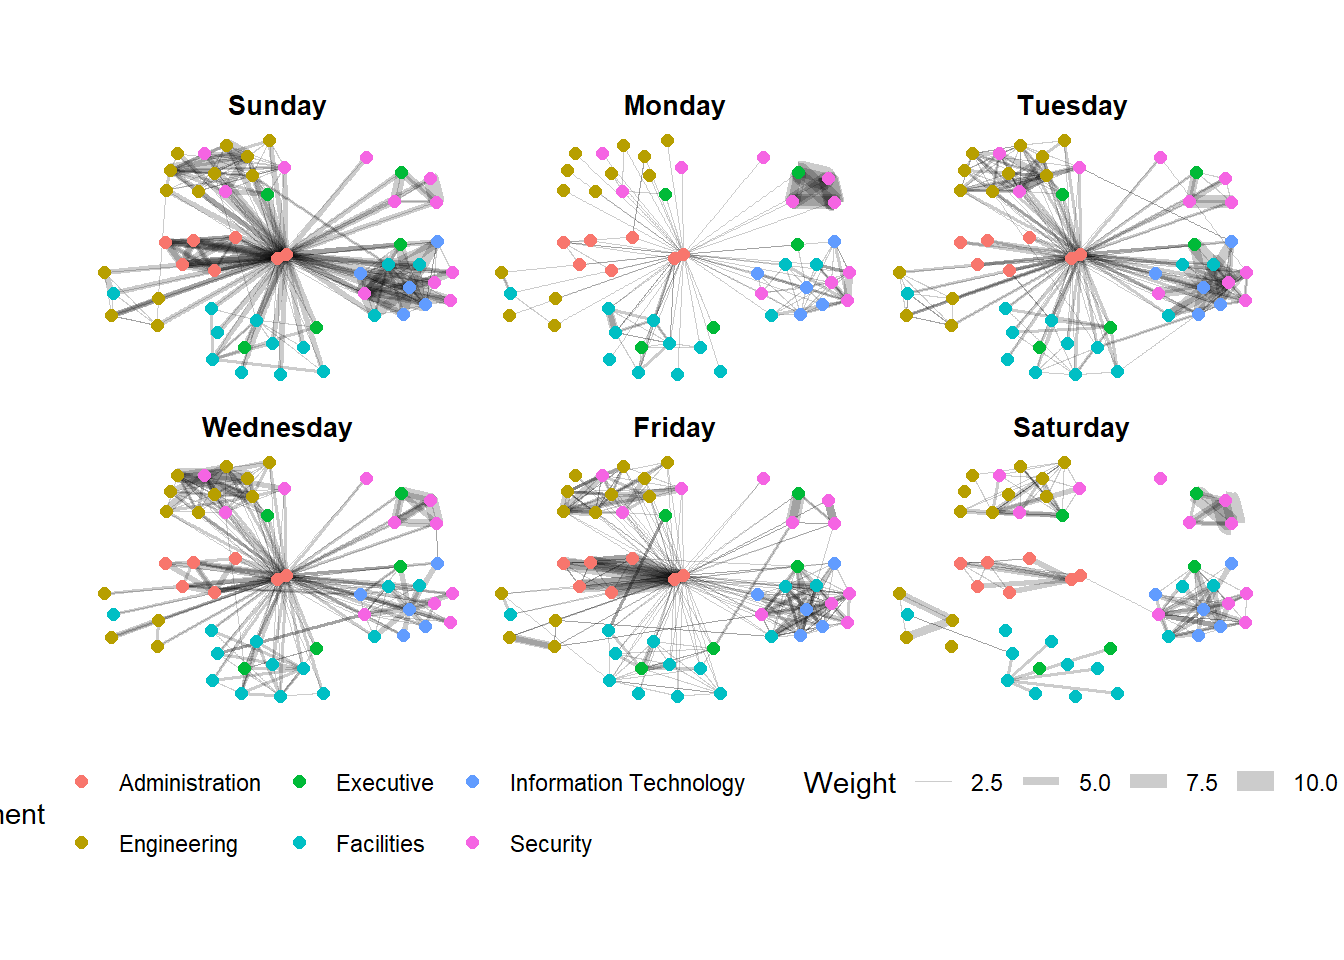 Sunday
Monday
Tuesday
Wednesday
Friday
Saturday
Administration
Executive
Information Technology
Engineering
Facilities
Security
Weight
2.5
5.0
7.5
10.0